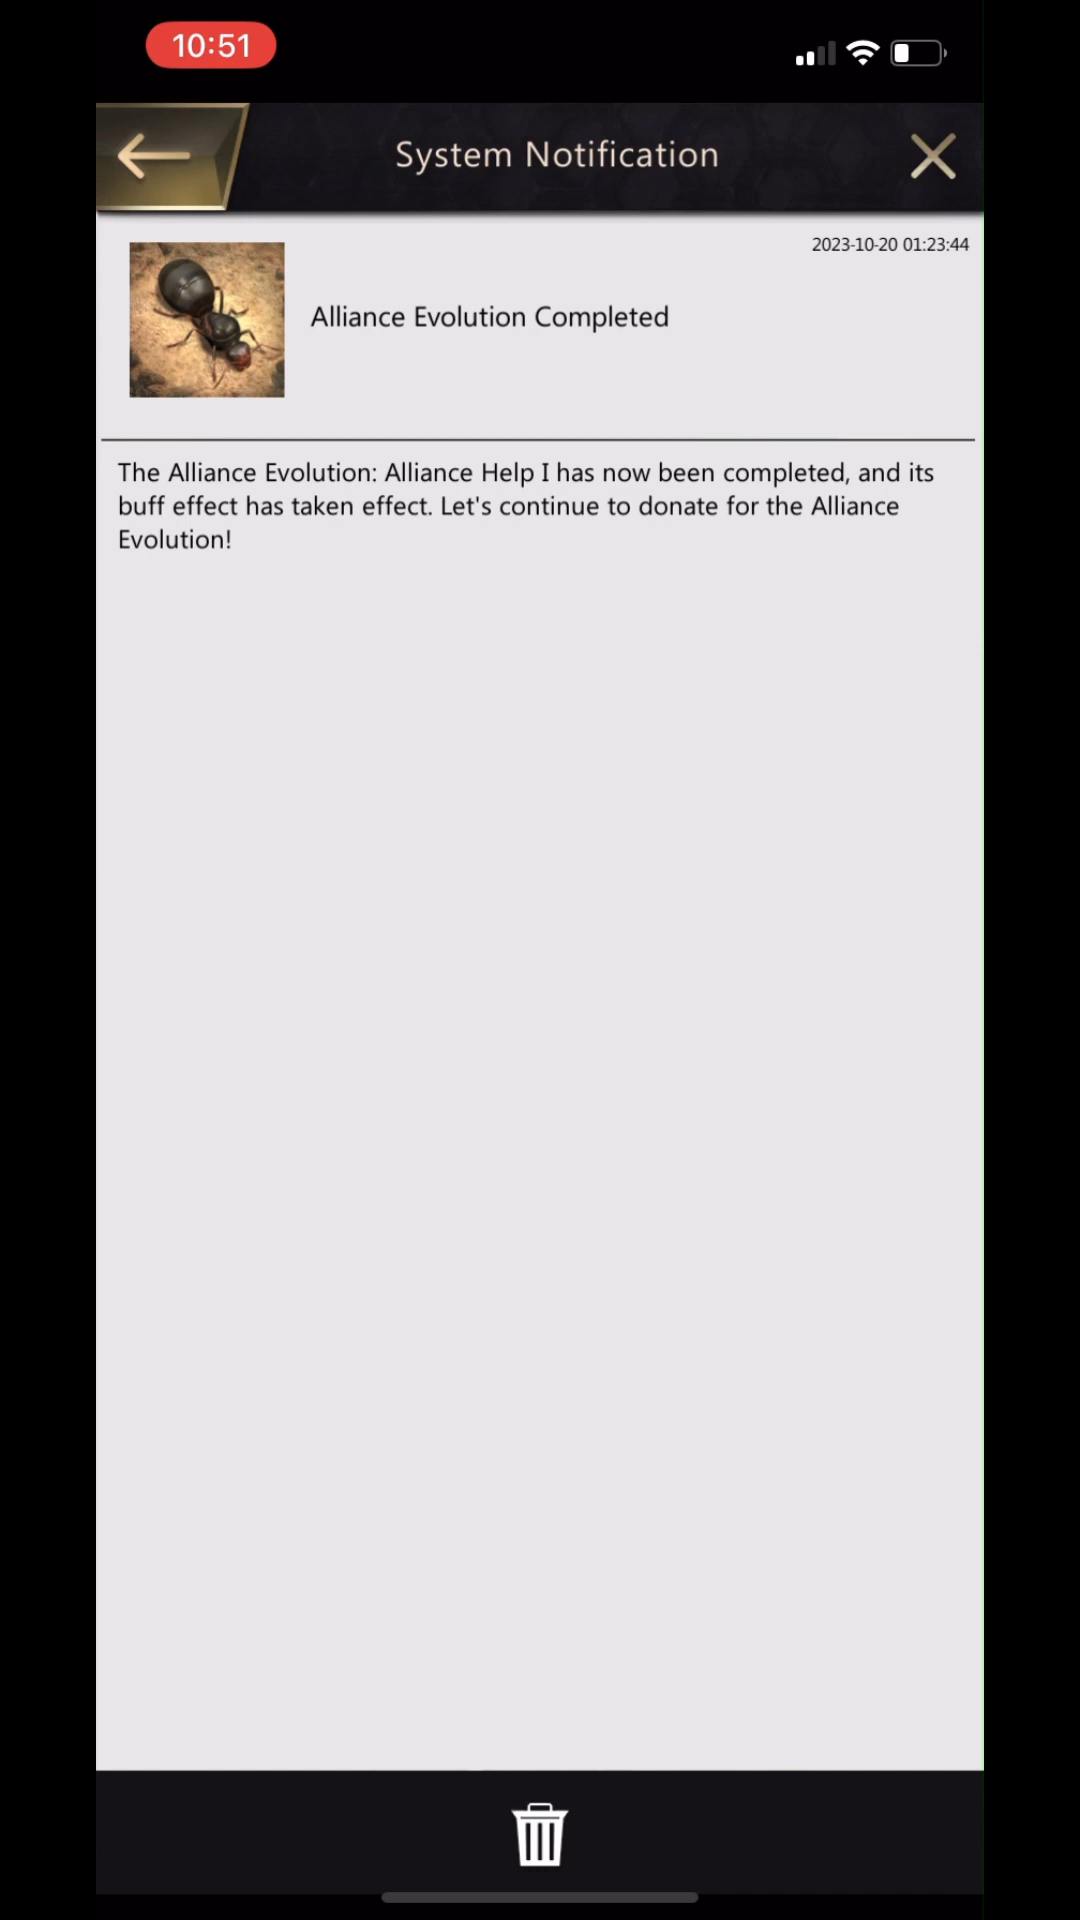 10:51
System Notification
2023-10-20 01:23:44
Alliance Evolution Completed
The Alliance Evolution: Alliance Help I has now been completed, and its
buff effect has taken effect. Let's continue to donate for the Alliance
Evolution!